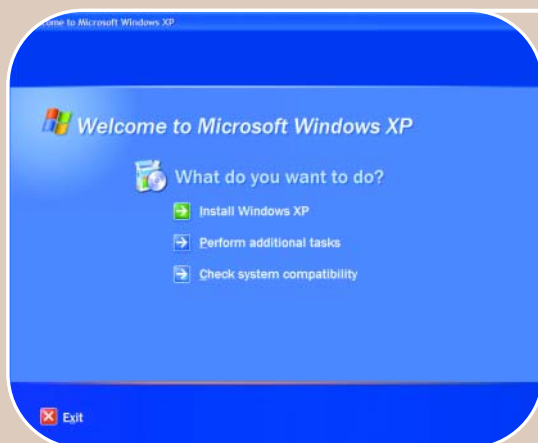 ome to Microsoft Windows XP
Welcome to Microsoft Windows XP
What do you want to do?
Install Windows XP
Perform additional tasks
Check system compatibility
Exit